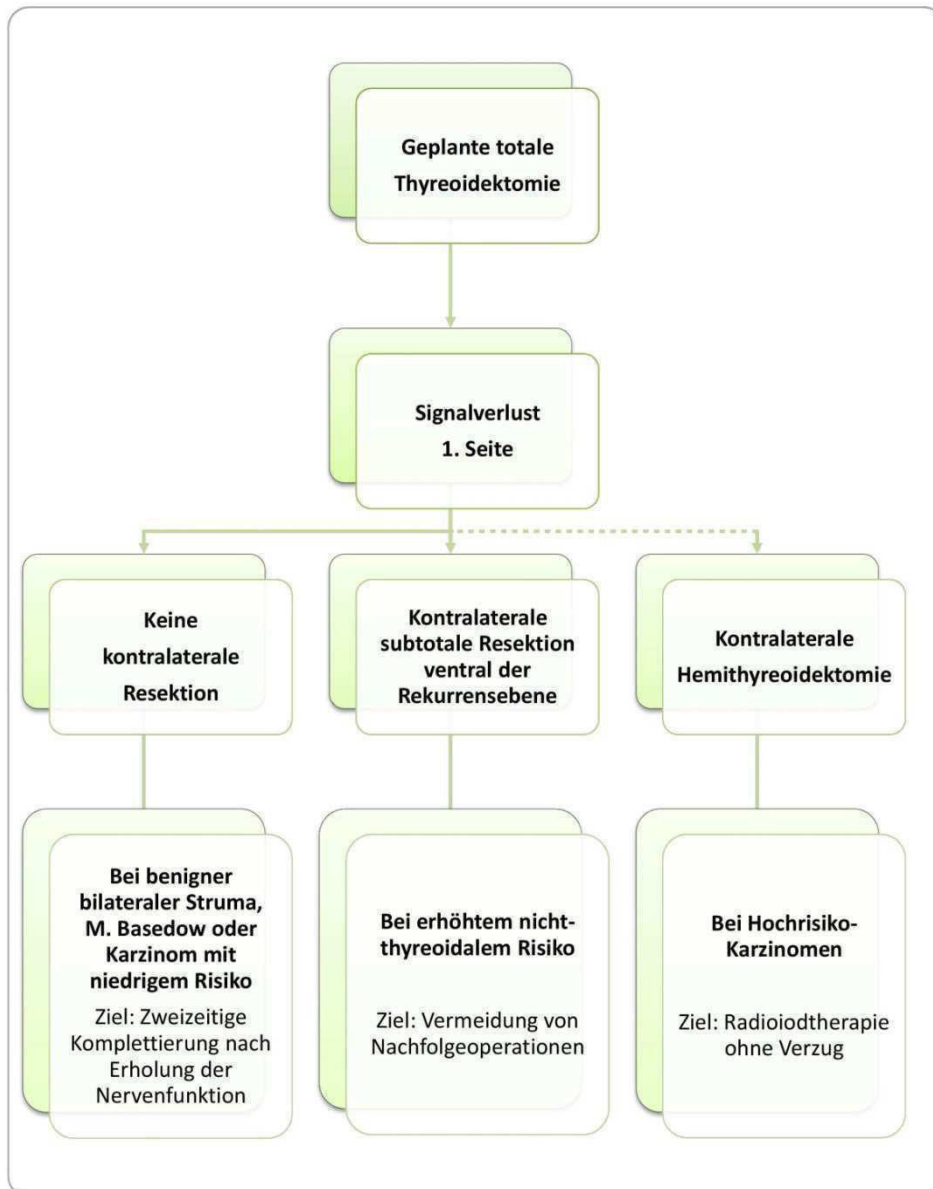 Geplante totale
Thyreoidektomie
Signalverlust
1. Seite
Keine
kontralaterale
Resektion
Kontralaterale
subtotale Resektion
ventral der
Rekurrensebene
Kontralaterale
Hemithyreoidektomie
Bei benigner
bilateraler Struma,
M. Basedow oder
Karzinom mit
niedrigem Risiko
Ziel: Zweizeitige
Komplettierung nach
Erholung der
Nervenfunktion
Bei erhöhtem nicht-
thyreoidalem Risiko
Ziel: Vermeidung von
Nachfolgeoperationen
Bei Hochrisiko-
Karzinomen
Ziel: Radioiodtherapie
ohne Verzug